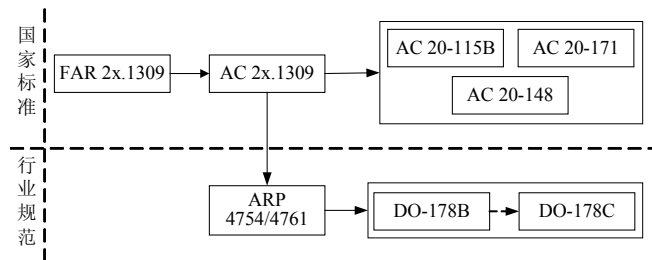 国家标准
FAR 2x.1309
AC 2x.1309
AC 20-115B
AC 20-171
AC 20-148
行业规范
ARP
4754/4761
DO-178B
DO-178C